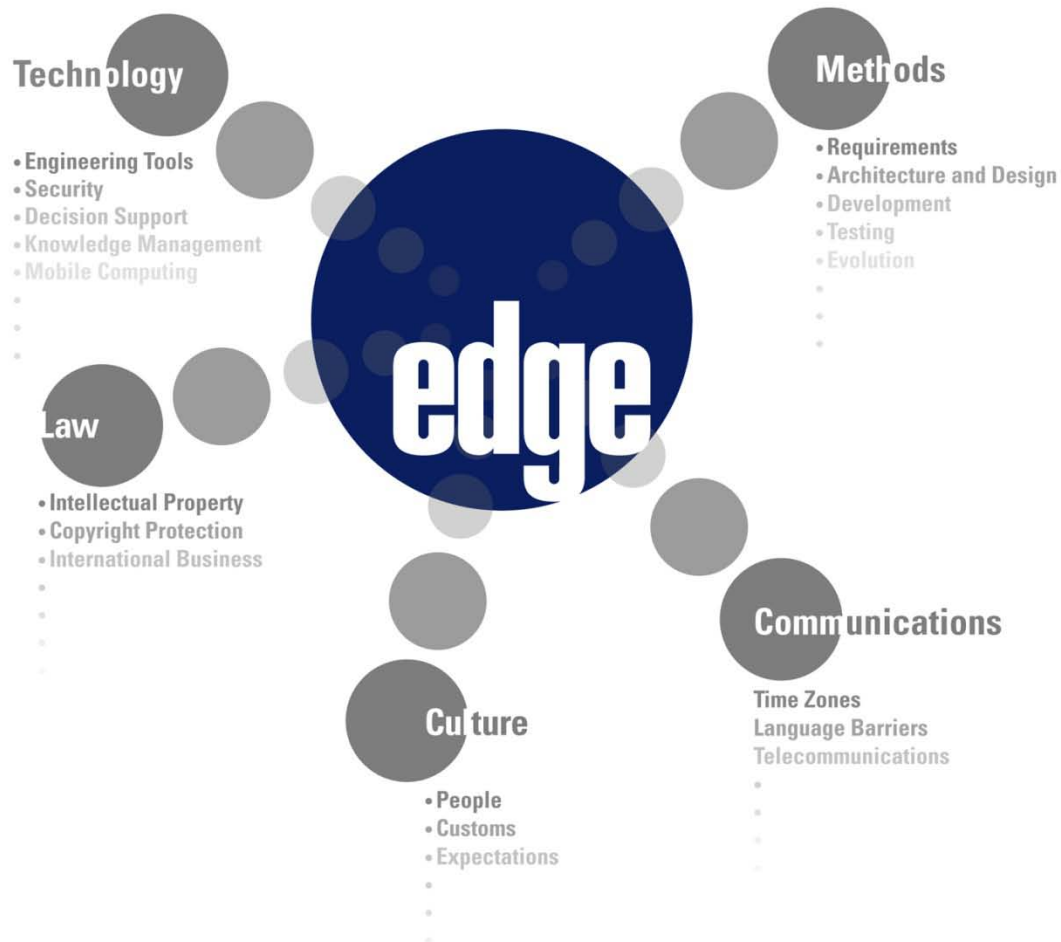 Technology
• Engineering Tools
• Security
• Decision Support
• Knowledge Management
• Mobile Computing
•
•
•
Methods
• Requirements
• Architecture and Design
• Development
• Testing
• Evolution
•
•
•
edge
Law
• Intellectual Property
• Copyright Protection
• International Business
•
•
•
•
Culture
• People
• Customs
• Expectations
•
•
•
Communications
Time Zones
Language Barriers
Telecommunications
•
•
•
•